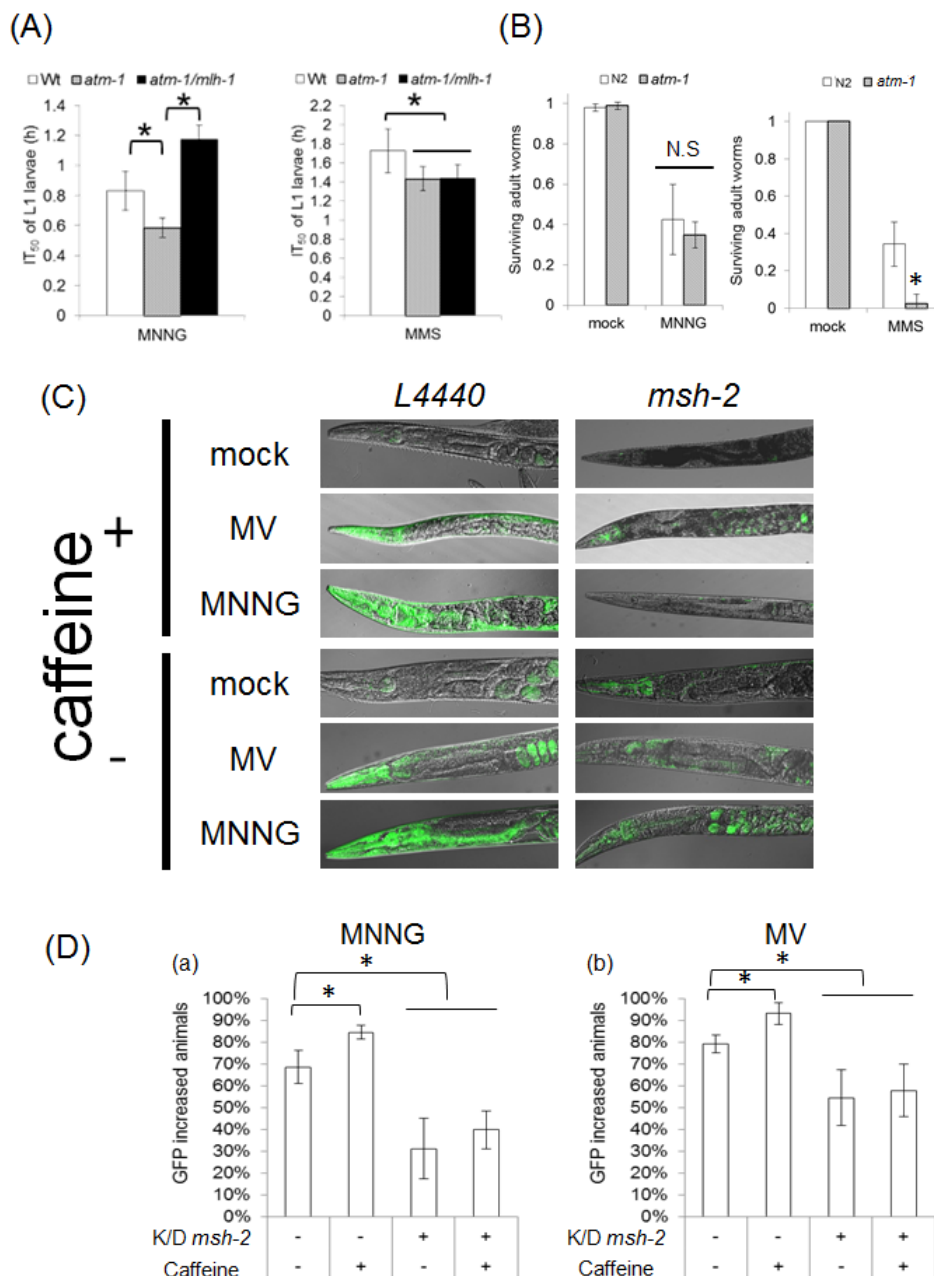 (A)
Wt atm-1 atm-1/mlh-1
IT50 of L1 larvae (h)
1.4
1.2
1
0.8
0.6
0.4
0.2
0
*
*
MNNG
Wt atm-1 atm-1/mlh-1
IT50 of L1 larvae (h)
2.2
2
1.8
1.6
1.4
1.2
1
0.8
0.6
0.4
0.2
0
*
MMS
(B)
N2 atm-1
Surviving adult worms
1
0.8
0.6
0.4
0.2
0
N.S
mock MNNG
N2 atm-1
Surviving adult worms
1
0.8
0.6
0.4
0.2
0
*
mock MMS
(C)
L4440 msh-2
caffeine
+
mock
MV
MNNG
-
mock
MV
MNNG
(D)
MNNG
(a)
*
*
GFP increased animals
100%
90%
80%
70%
60%
50%
40%
30%
20%
10%
0%
K/D msh-2 - - + +
Caffeine - + - +
MV
(b)
*
*
GFP increased animals
100%
90%
80%
70%
60%
50%
40%
30%
20%
10%
0%
K/D msh-2 - - + +
Caffeine - + - +